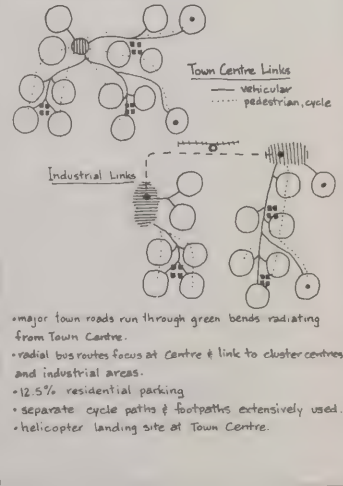 Town Centre Links
vehicular
pedestrian, cycle
Industrial Links
•major town roads run through green bends radiating
from Town Centre.
•radial bus routes focus at Centre & link to cluster centres
and industrial areas.
•12.5% residential parking
•separate cycle paths & footpaths extensively used.
•helicopter landing site at Town Centre.